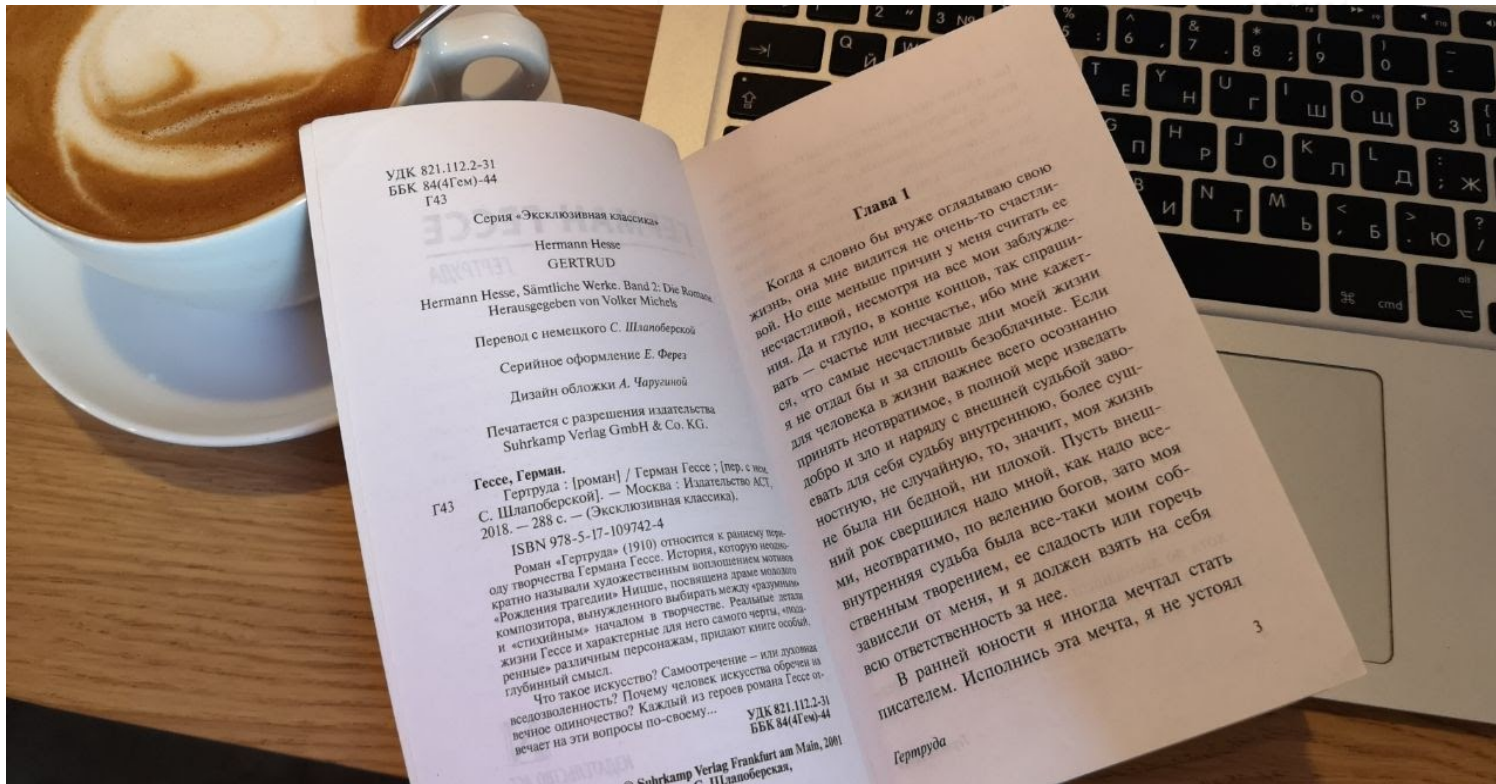 УДК 821.112.2-31
ББК 84(4Гем)-44
Г43
Серия «Эксклюзивная классика»
Hermann Hesse
GERTRUD
Hermann Hesse, Sämtliche Werke. Band 2: Die Romane.
Herausgegeben von Volker Michels
Перевод с немецкого С. Шлапоберской
Серийное оформление Е. Ферез
Дизайн обложки А. Чаругиной
Печатается с разрешения издательства
Suhrkamp Verlag GmbH & Co. KG.
Гессе, Герман.
Г43 Гертруда : [роман] / Герман Гессе ; [пер. с нем.
С. Шлапоберской]. — Москва : Издательство АСТ,
2018. — 288 с. — (Эксклюзивная классика).
ISBN 978-5-17-109742-4
Роман «Гертруда» (1910) относится к раннему пери-
оду творчества Германа Гессе. История, которую неодно-
кратно называли художественным воплощением мотивов
«Рождения трагедии» Ницше, посвящена драме молодого
композитора, вынужденного выбирать между «разумным»
и «стихийным» началом в творчестве. Реальные детали
жизни Гессе и характерные для него самого черты, «пода-
ренные» различным персонажам, придают книге особый,
глубинный смысл.
Что такое искусство? Самоотречение – или духовная
вседозволенность? Почему человек искусства обречен на
вечное одиночество? Каждый из героев романа Гессе от-
вечает на эти вопросы по-своему...
УДК 821.112.2-31
ББК 84(4Гем)-44
© Suhrkamp Verlag Frankfurt am Main, 2001
С. Шлапоберская,
Глава 1
Когда я словно бы вчуже оглядываю свою
жизнь, она мне видится не очень-то счастли-
вой. Но еще меньше причин у меня считать ее
несчастливой, несмотря на все мои заблужде-
ния. Да и глупо, в конце концов, так спраши-
вать — счастье или несчастье, ибо мне кажет-
ся, что самые несчастливые дни моей жизни
я не отдал бы и за сплошь безоблачные. Если
для человека в жизни важнее всего осознанно
принять неотвратимое, в полной мере изведать
добро и зло и наряду с внешней судьбой заво-
евать для себя судьбу внутреннюю, более сущ-
ностную, не случайную, то, значит, моя жизнь
не была ни бедной, ни плохой. Пусть внеш-
ний рок свершился надо мной, как надо все-
ми, неотвратимо, по велению богов, зато моя
внутренняя судьба была все-таки моим соб-
ственным творением, ее сладость или горечь
зависели от меня, и я должен взять на себя
всю ответственность за нее.
В ранней юности я иногда мечтал стать
писателем. Исполнись эта мечта, я не устоял
3
Гертруда